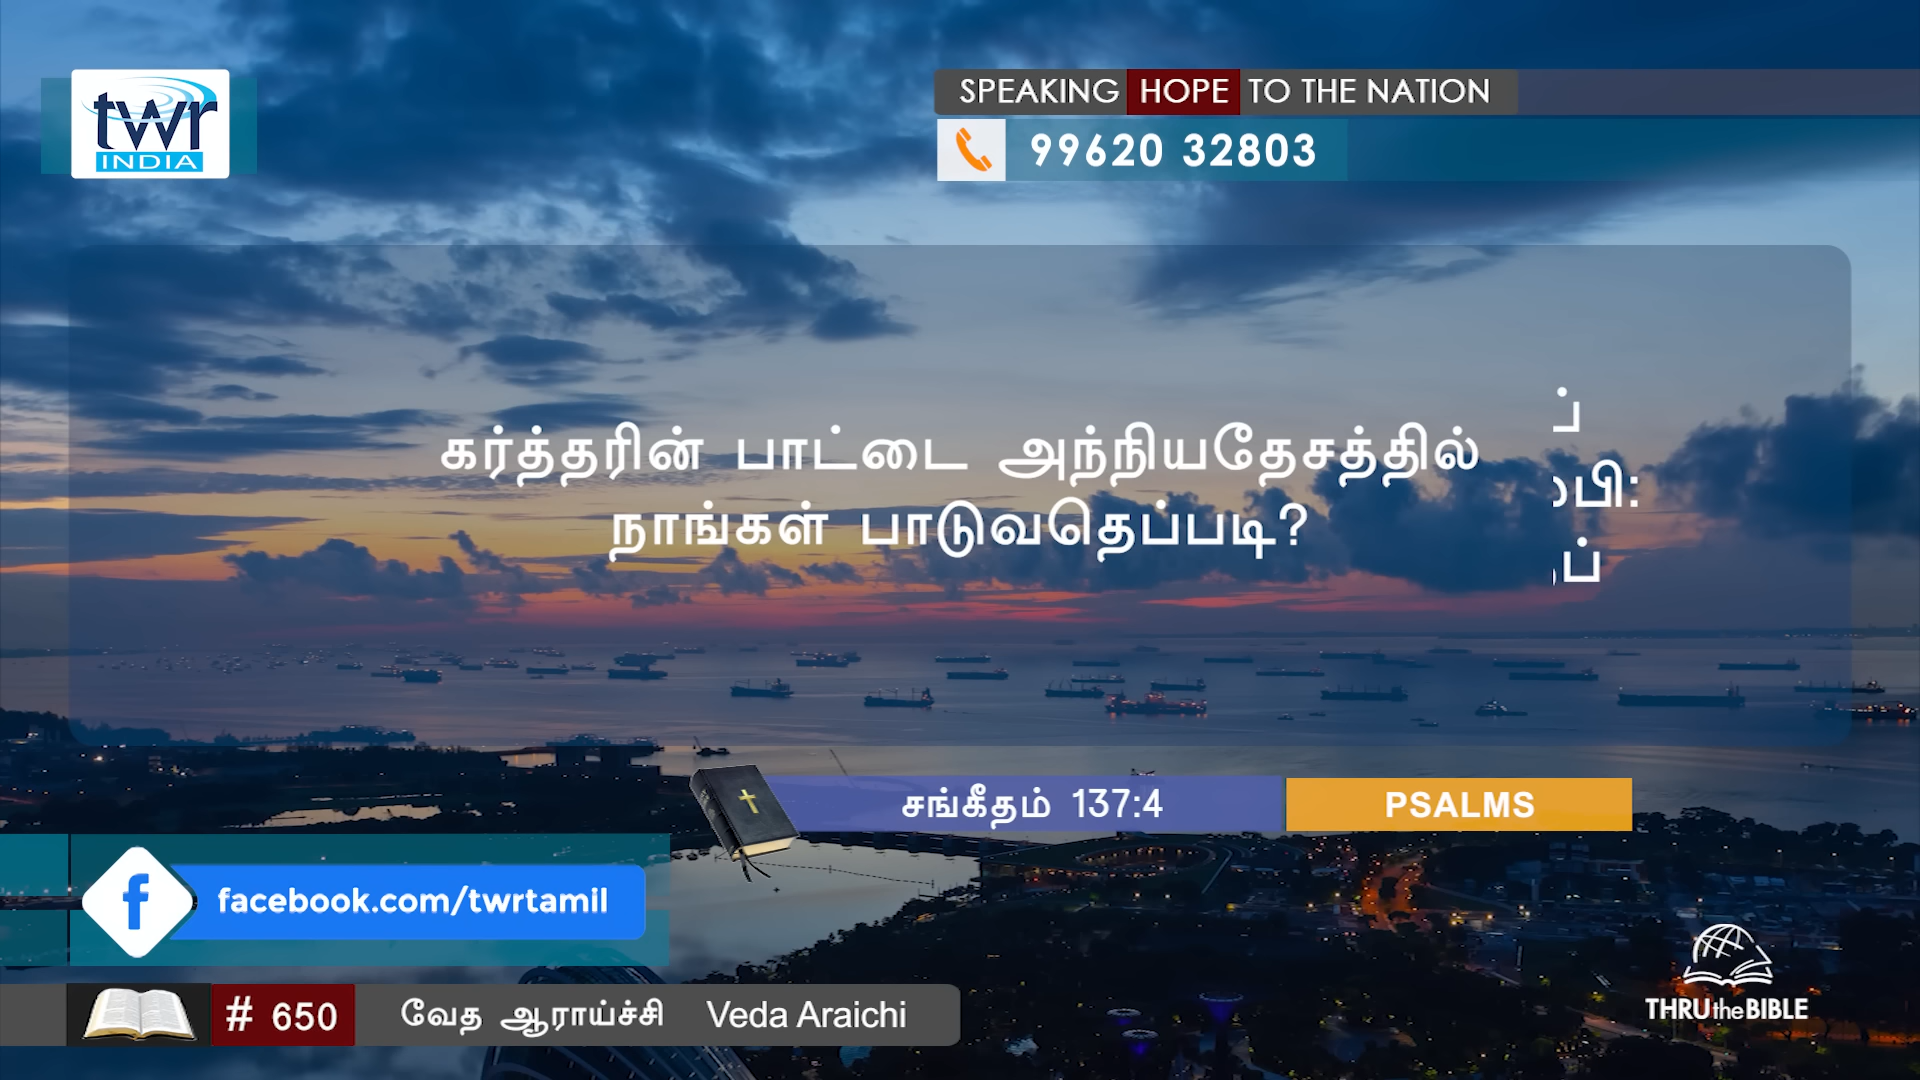 twr
INDIA
SPEAKING HOPE TO THE NATION
99620 32803
கர்த்தரின் பாட்டை அந்நியதேசத்தில்
நாங்கள் பாடுவதெப்படி?
சங்கீதம் 137:4
PSALMS
facebook.com/twrtamil
# 650
வேத ஆராய்ச்சி Veda Araichi
THRU the BIBLE